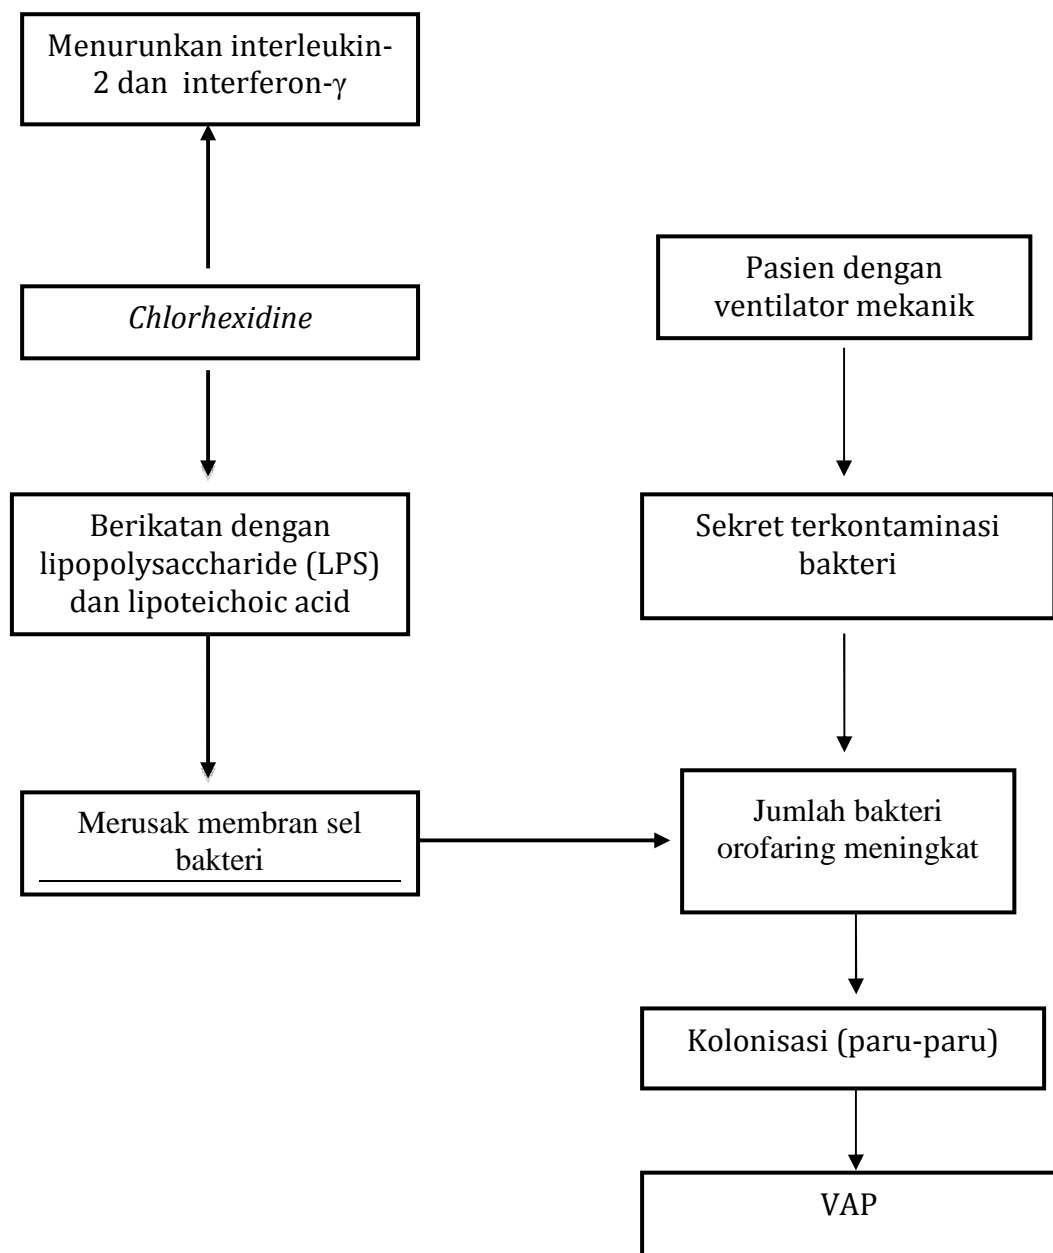 Menurunkan interleukin-
2 dan interferon-γ
Chlorhexidine
Berikatan dengan
lipopolysaccharide (LPS)
dan lipoteichoic acid
Merusak membran sel
bakteri
Pasien dengan
ventilator mekanik
Sekret terkontaminasi
bakteri
Jumlah bakteri
orofaring meningkat
Kolonisasi (paru-paru)
VAP